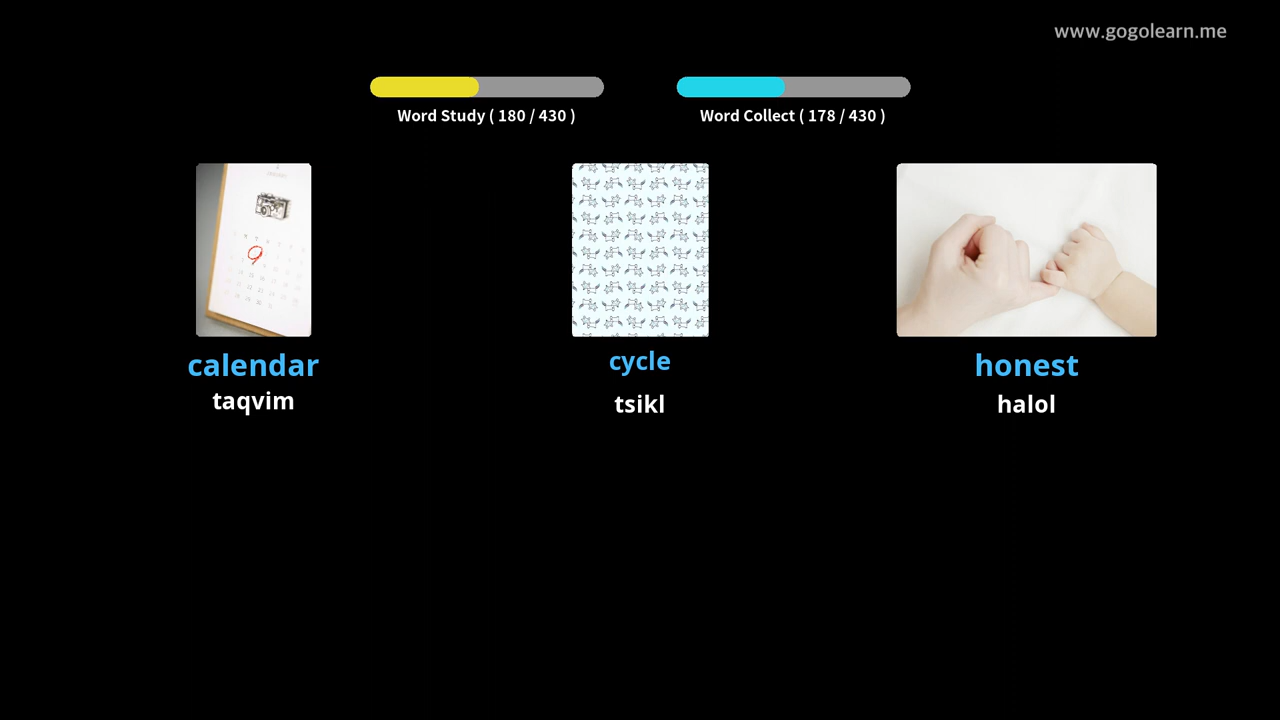 www.gogolearn.me
Word Study ( 180 / 430 )
Word Collect ( 178 / 430 )
calendar
taqvim
cycle
tsikl
honest
halol